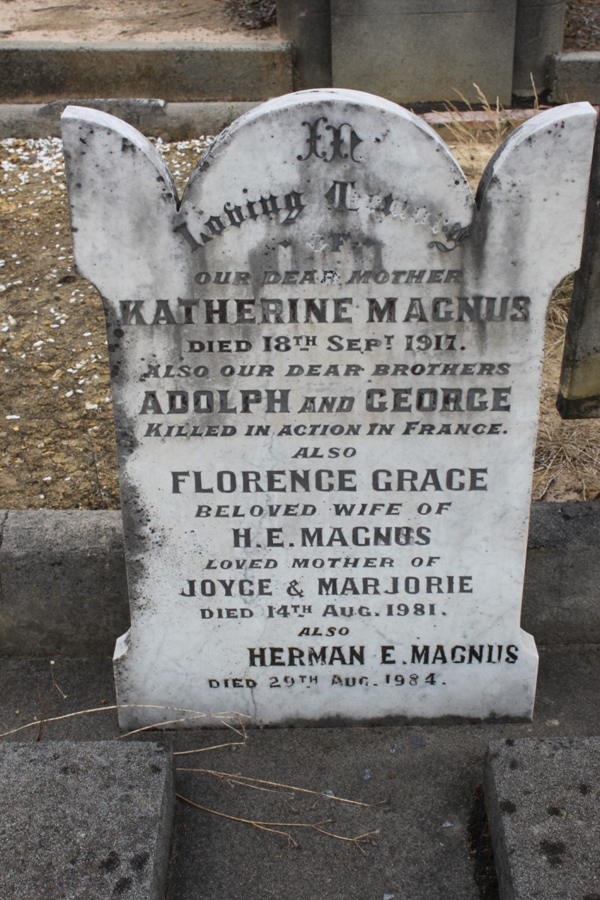 In
Loving Memory
of
OUR DEAR MOTHER
KATHERINE MAGNUS
DIED 18TH SEPT 1917.
ALSO OUR DEAR BROTHERS
ADOLPH AND GEORGE
KILLED IN ACTION IN FRANCE.
ALSO
FLORENCE GRACE
BELOVED WIFE OF
H.E. MAGNUS
LOVED MOTHER OF
JOYCE & MARJORIE
DIED 14TH AUG. 1981.
ALSO
HERMAN E. MAGNUS
DIED 29TH AUG. 1984.